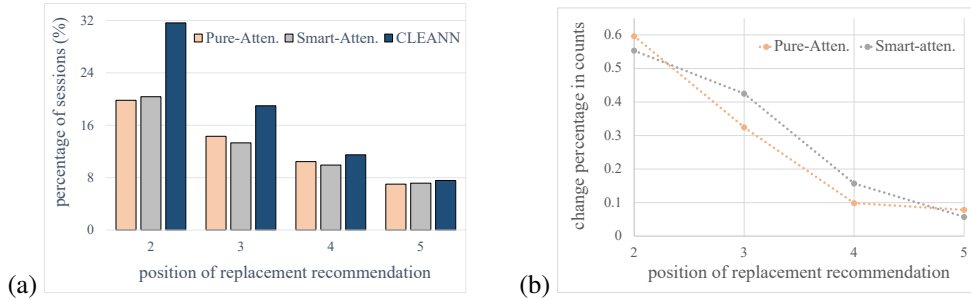 (a)
percentage of sessions (%)
32
24
16
8
0
Pure-Atten. Smart-Atten. CLEANN
2 3 4 5
position of replacement recommendation
(b)
change percentage in counts
0.6
0.5
0.4
0.3
0.2
0.1
0
Pure-Atten. Smart-atten.
2 3 4 5
position of replacement recommendation